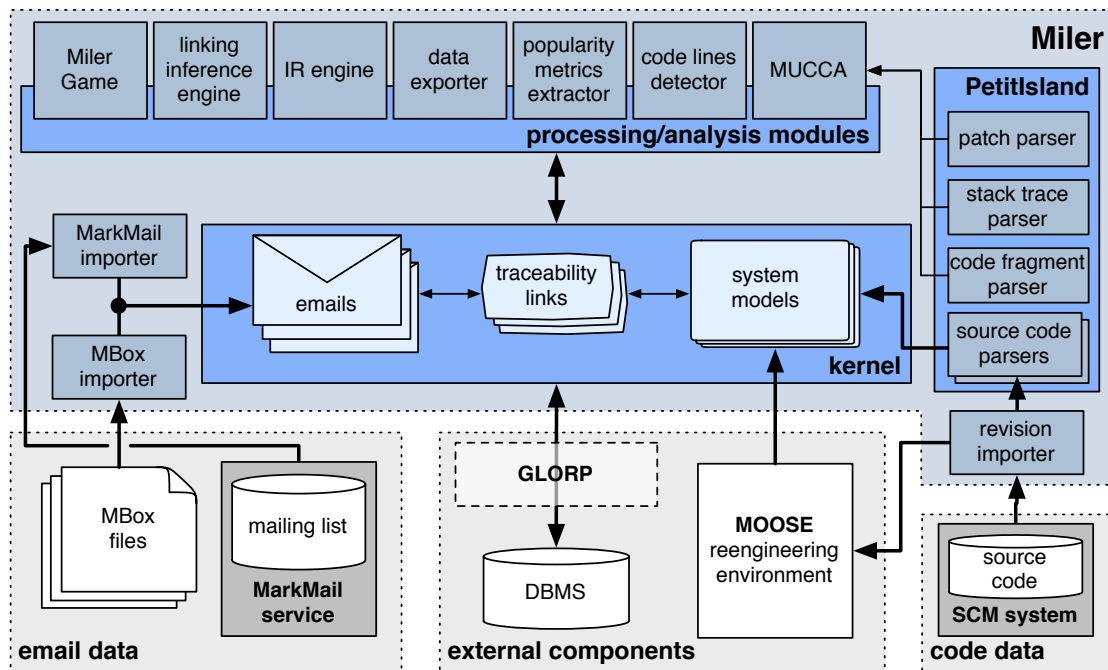 Miler
Miler
Game
linking
inference
engine
IR engine
data
exporter
popularity
metrics
extractor
code lines
detector
MUCCA
processing/analysis modules
PetitIsland
patch parser
stack trace
parser
code fragment
parser
source code
parsers
MarkMail
importer
MBox
importer
emails
traceability
links
system
models
kernel
revision
importer
MBox
files
mailing list
MarkMail
service
email data
GLORP
DBMS
MOOSE
reengineering
environment
external components
source
code
SCM system
code data